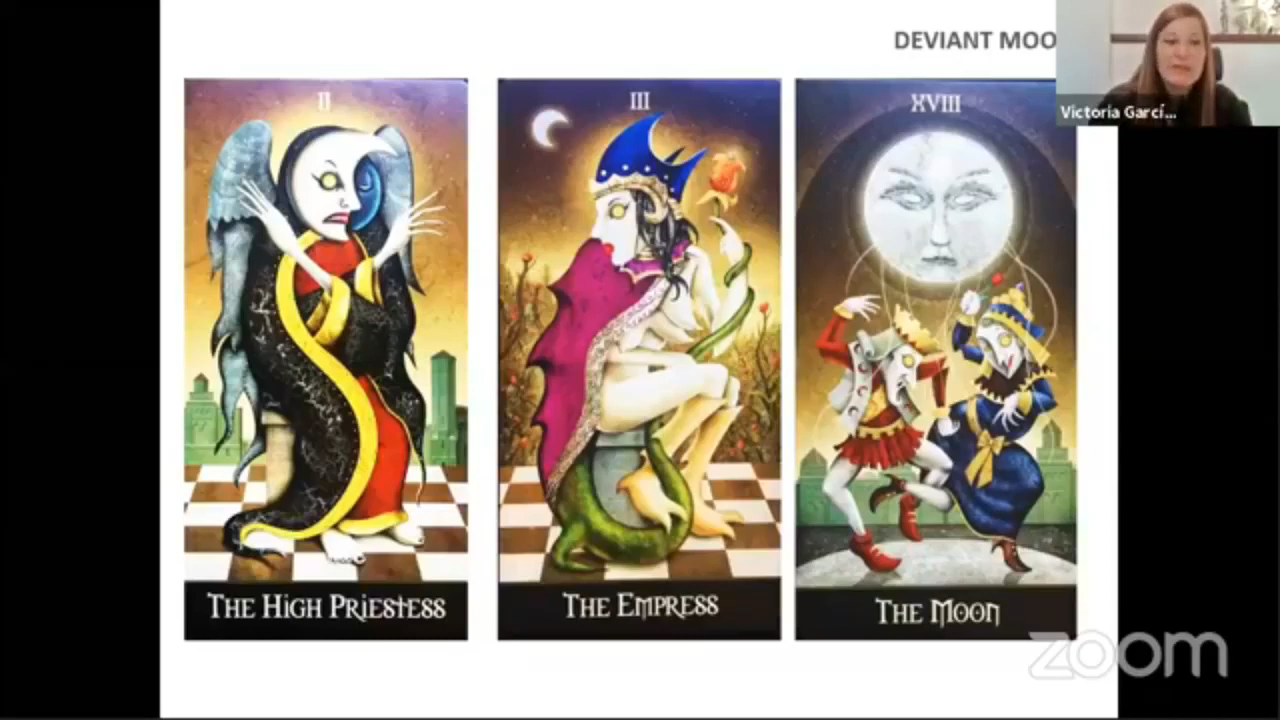 DEVIANT MOO
Victoria Garcí...
II
III
XVIII
THE HIGH PRIESTESS
THE EMPRESS
THE MOON
zoom